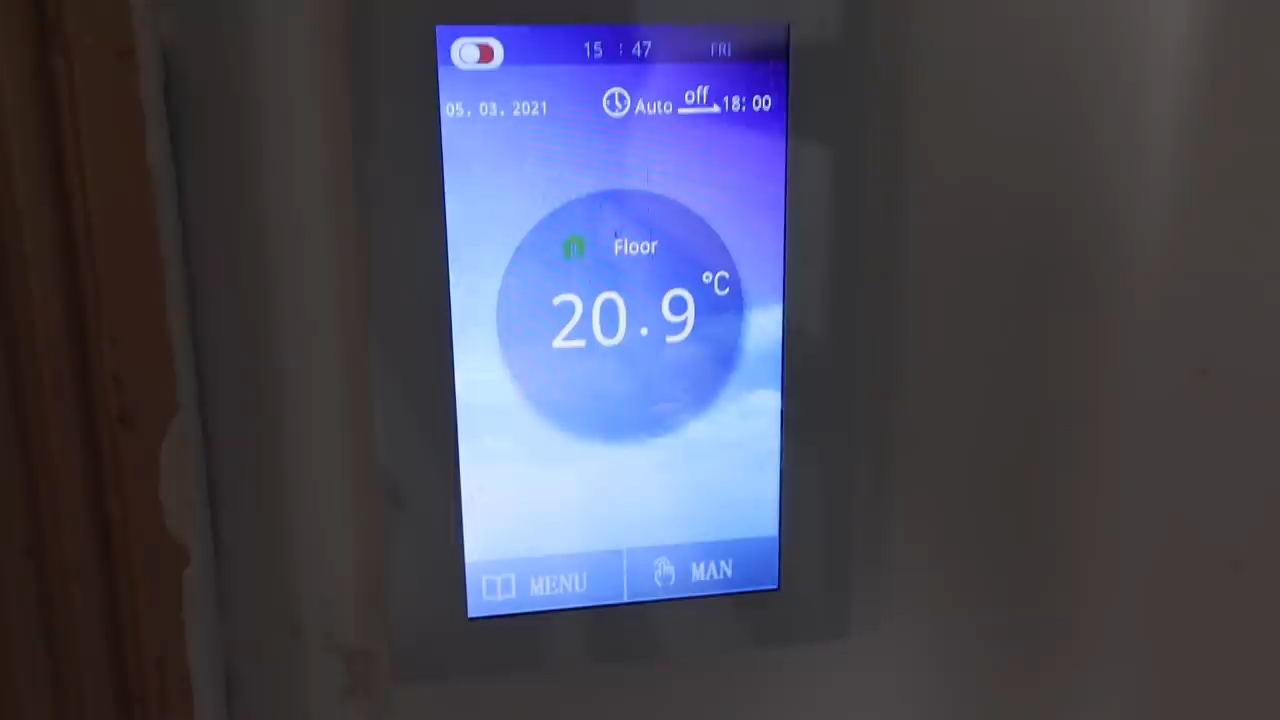 15 : 47 FRI
05. 03. 2021 Auto off 18: 00
Floor
20.9 °C
MENU MAN